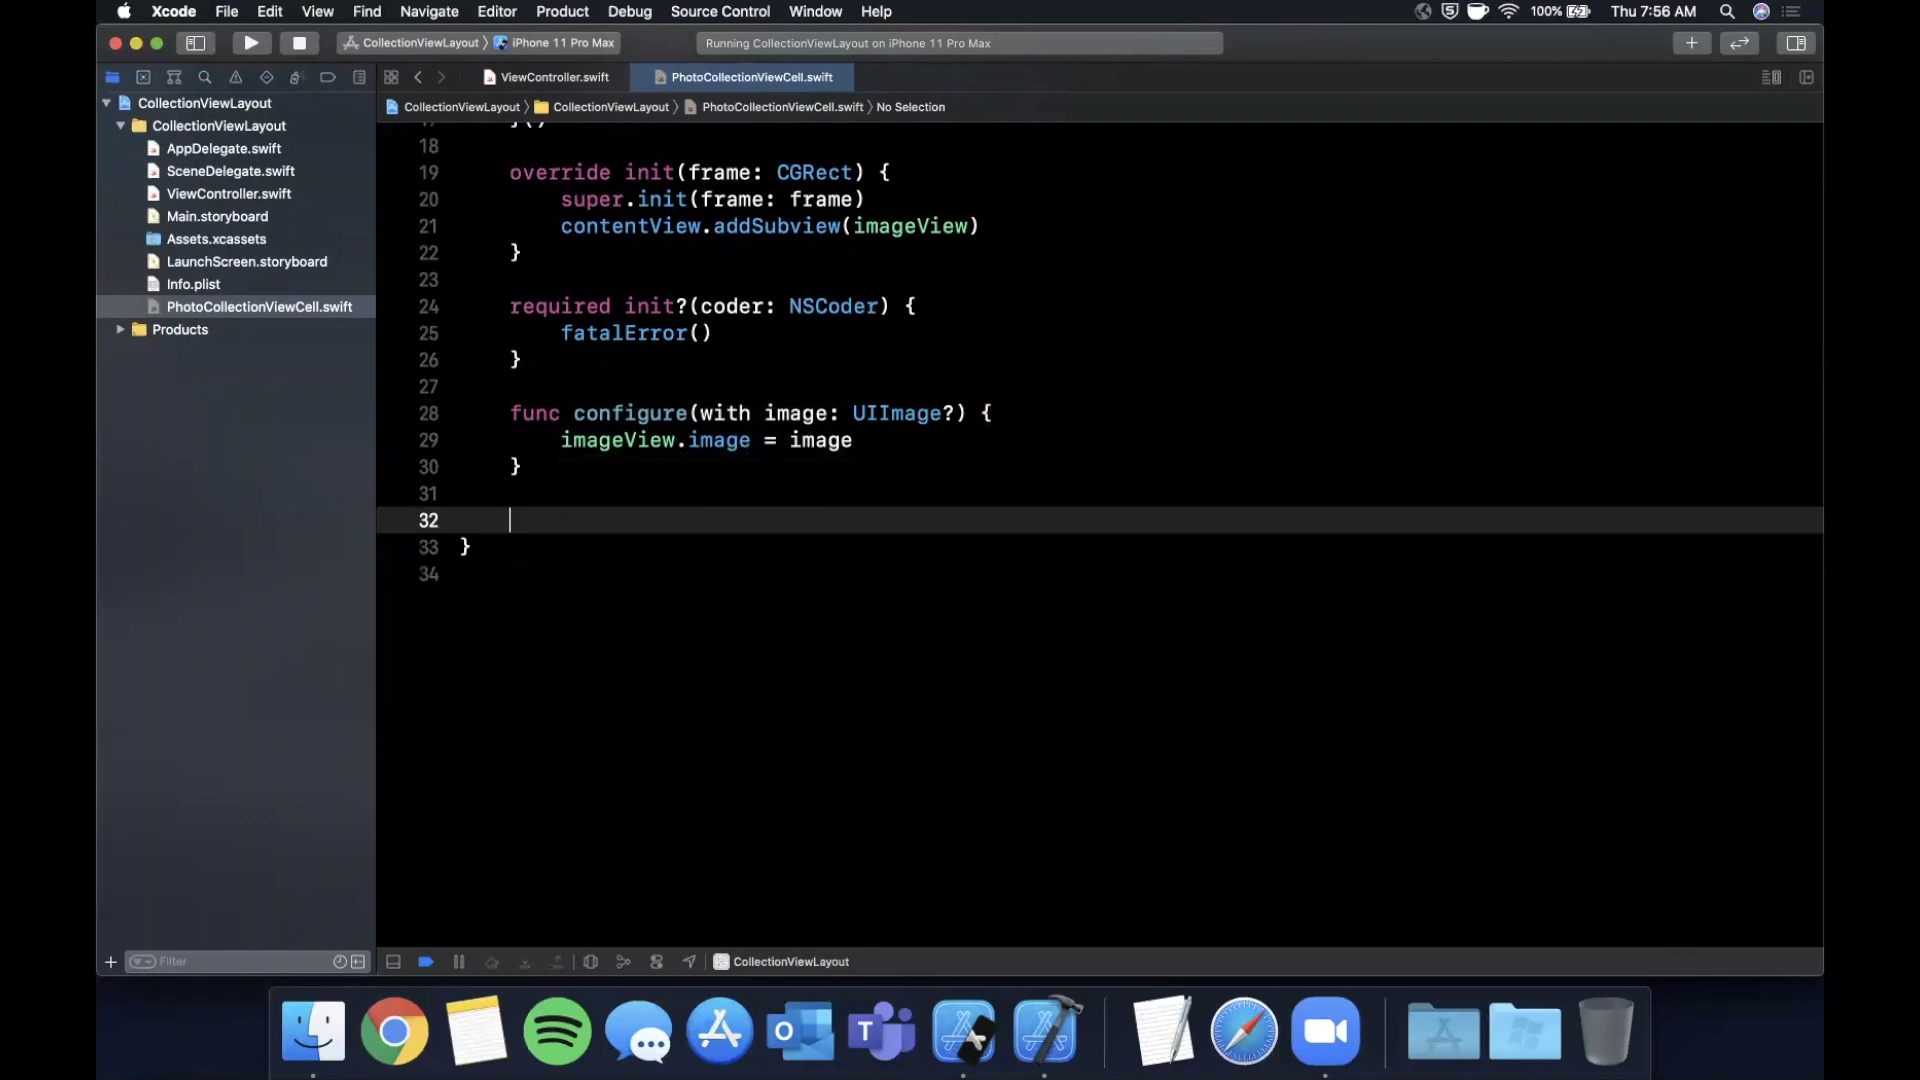 Xcode File Edit View Find Navigate Editor Product Debug Source Control Window Help 100% Thu 7:56 AM
CollectionViewLayout iPhone 11 Pro Max Running CollectionViewLayout on iPhone 11 Pro Max
ViewController.swift PhotoCollectionViewCell.swift
CollectionViewLayout CollectionViewLayout PhotoCollectionViewCell.swift No Selection
CollectionViewLayout
CollectionViewLayout
AppDelegate.swift
SceneDelegate.swift
ViewController.swift
Main.storyboard
Assets.xcassets
LaunchScreen.storyboard
Info.plist
PhotoCollectionViewCell.swift
Products
Filter
18
19 override init(frame: CGRect) {
20 super.init(frame: frame)
21 contentView.addSubview(imageView)
22 }
23
24 required init?(coder: NSCoder) {
25 fatalError()
26 }
27
28 func configure(with image: UIImage?) {
29 imageView.image = image
30 }
31
32
33 }
34
CollectionViewLayout